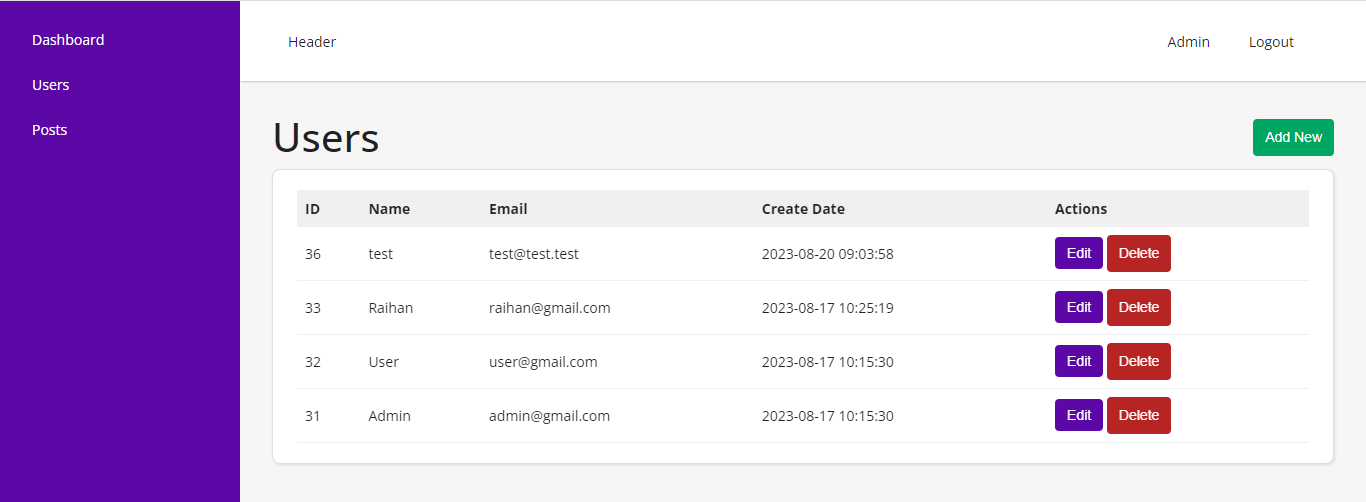 Dashboard
Users
Posts
Header Admin Logout
Users Add New
ID Name Email Create Date Actions
36 test test@test.test 2023-08-20 09:03:58 Edit Delete
33 Raihan raihan@gmail.com 2023-08-17 10:25:19 Edit Delete
32 User user@gmail.com 2023-08-17 10:15:30 Edit Delete
31 Admin admin@gmail.com 2023-08-17 10:15:30 Edit Delete